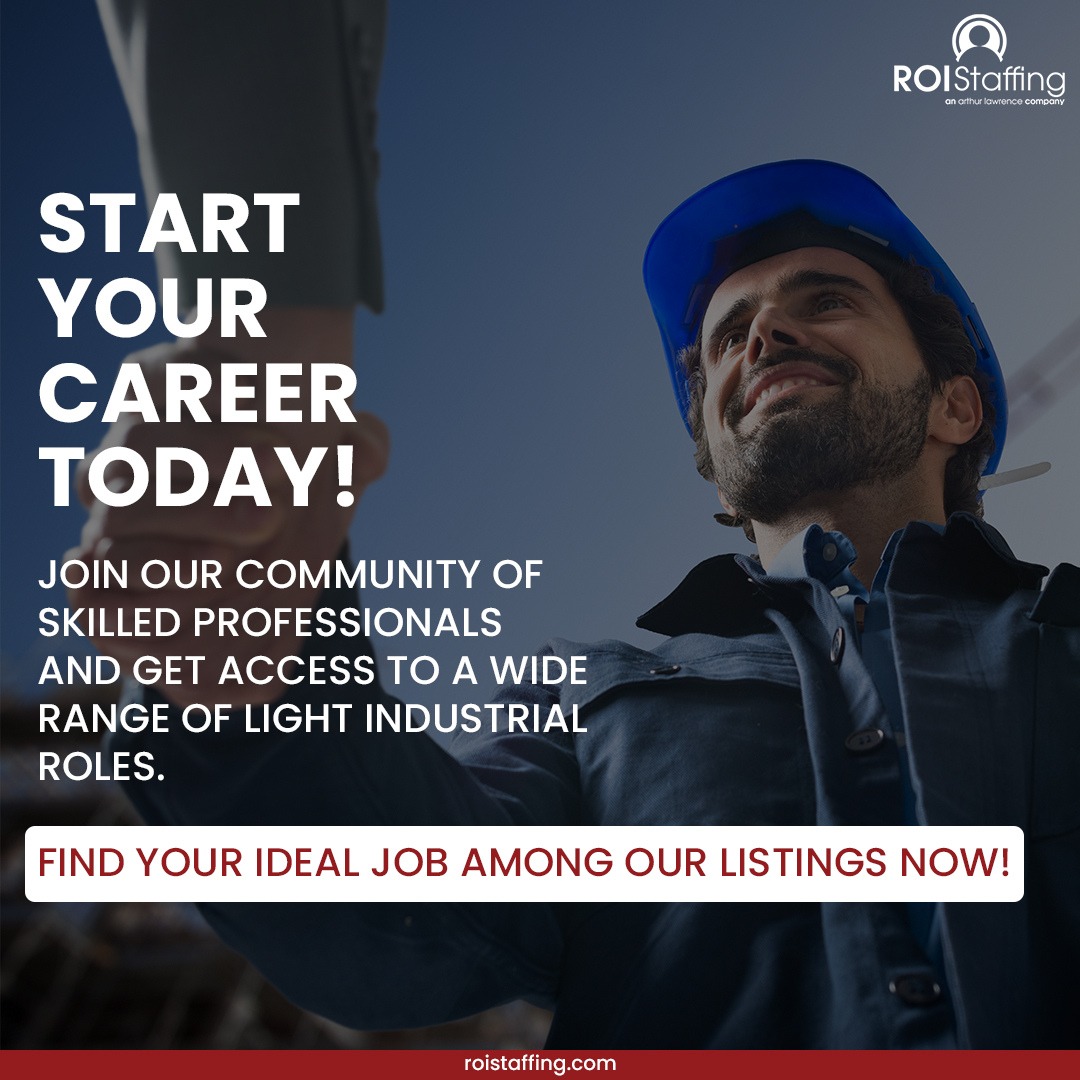 ROIStaffing
an arthur lawrence company
START
YOUR
CAREER
TODAY!
JOIN OUR COMMUNITY OF
SKILLED PROFESSIONALS
AND GET ACCESS TO A WIDE
RANGE OF LIGHT INDUSTRIAL
ROLES.
FIND YOUR IDEAL JOB AMONG OUR LISTINGS NOW!
roistaffing.com